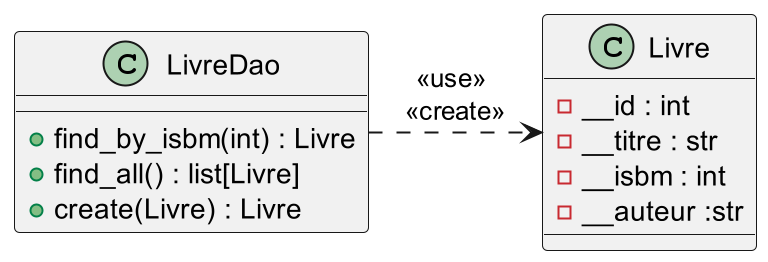 C LivreDao
find_by_isbm(int) : Livre
find_all() : list[Livre]
create(Livre) : Livre
«use»
«create»
C Livre
__id : int
__titre : str
__isbm : int
__auteur :str